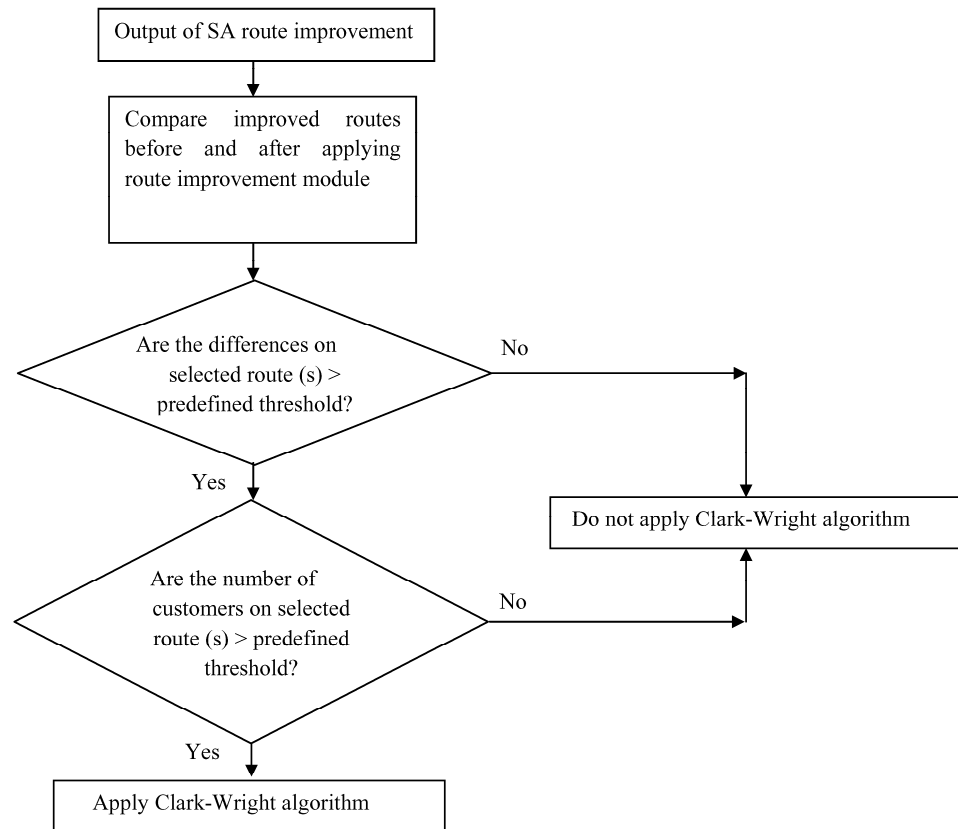 Output of SA route improvement
Compare improved routes
before and after applying
route improvement module
Are the differences on
selected route (s) >
predefined threshold?
No
Yes
Do not apply Clark-Wright algorithm
Are the number of
customers on selected
route (s) > predefined
threshold?
No
Yes
Apply Clark-Wright algorithm